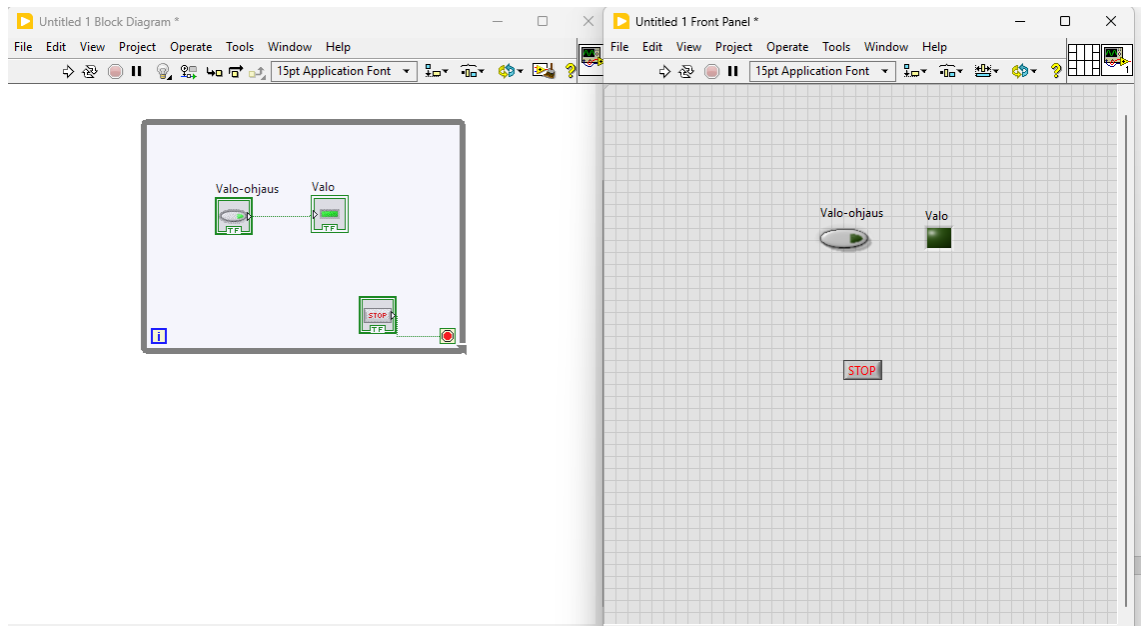 Untitled 1 Block Diagram *
File Edit View Project Operate Tools Window Help
15pt Application Font
Valo-ohjaus
Valo
TF
TF
STOP
TF
i
Untitled 1 Front Panel *
File Edit View Project Operate Tools Window Help
15pt Application Font
1
Valo-ohjaus
Valo
STOP